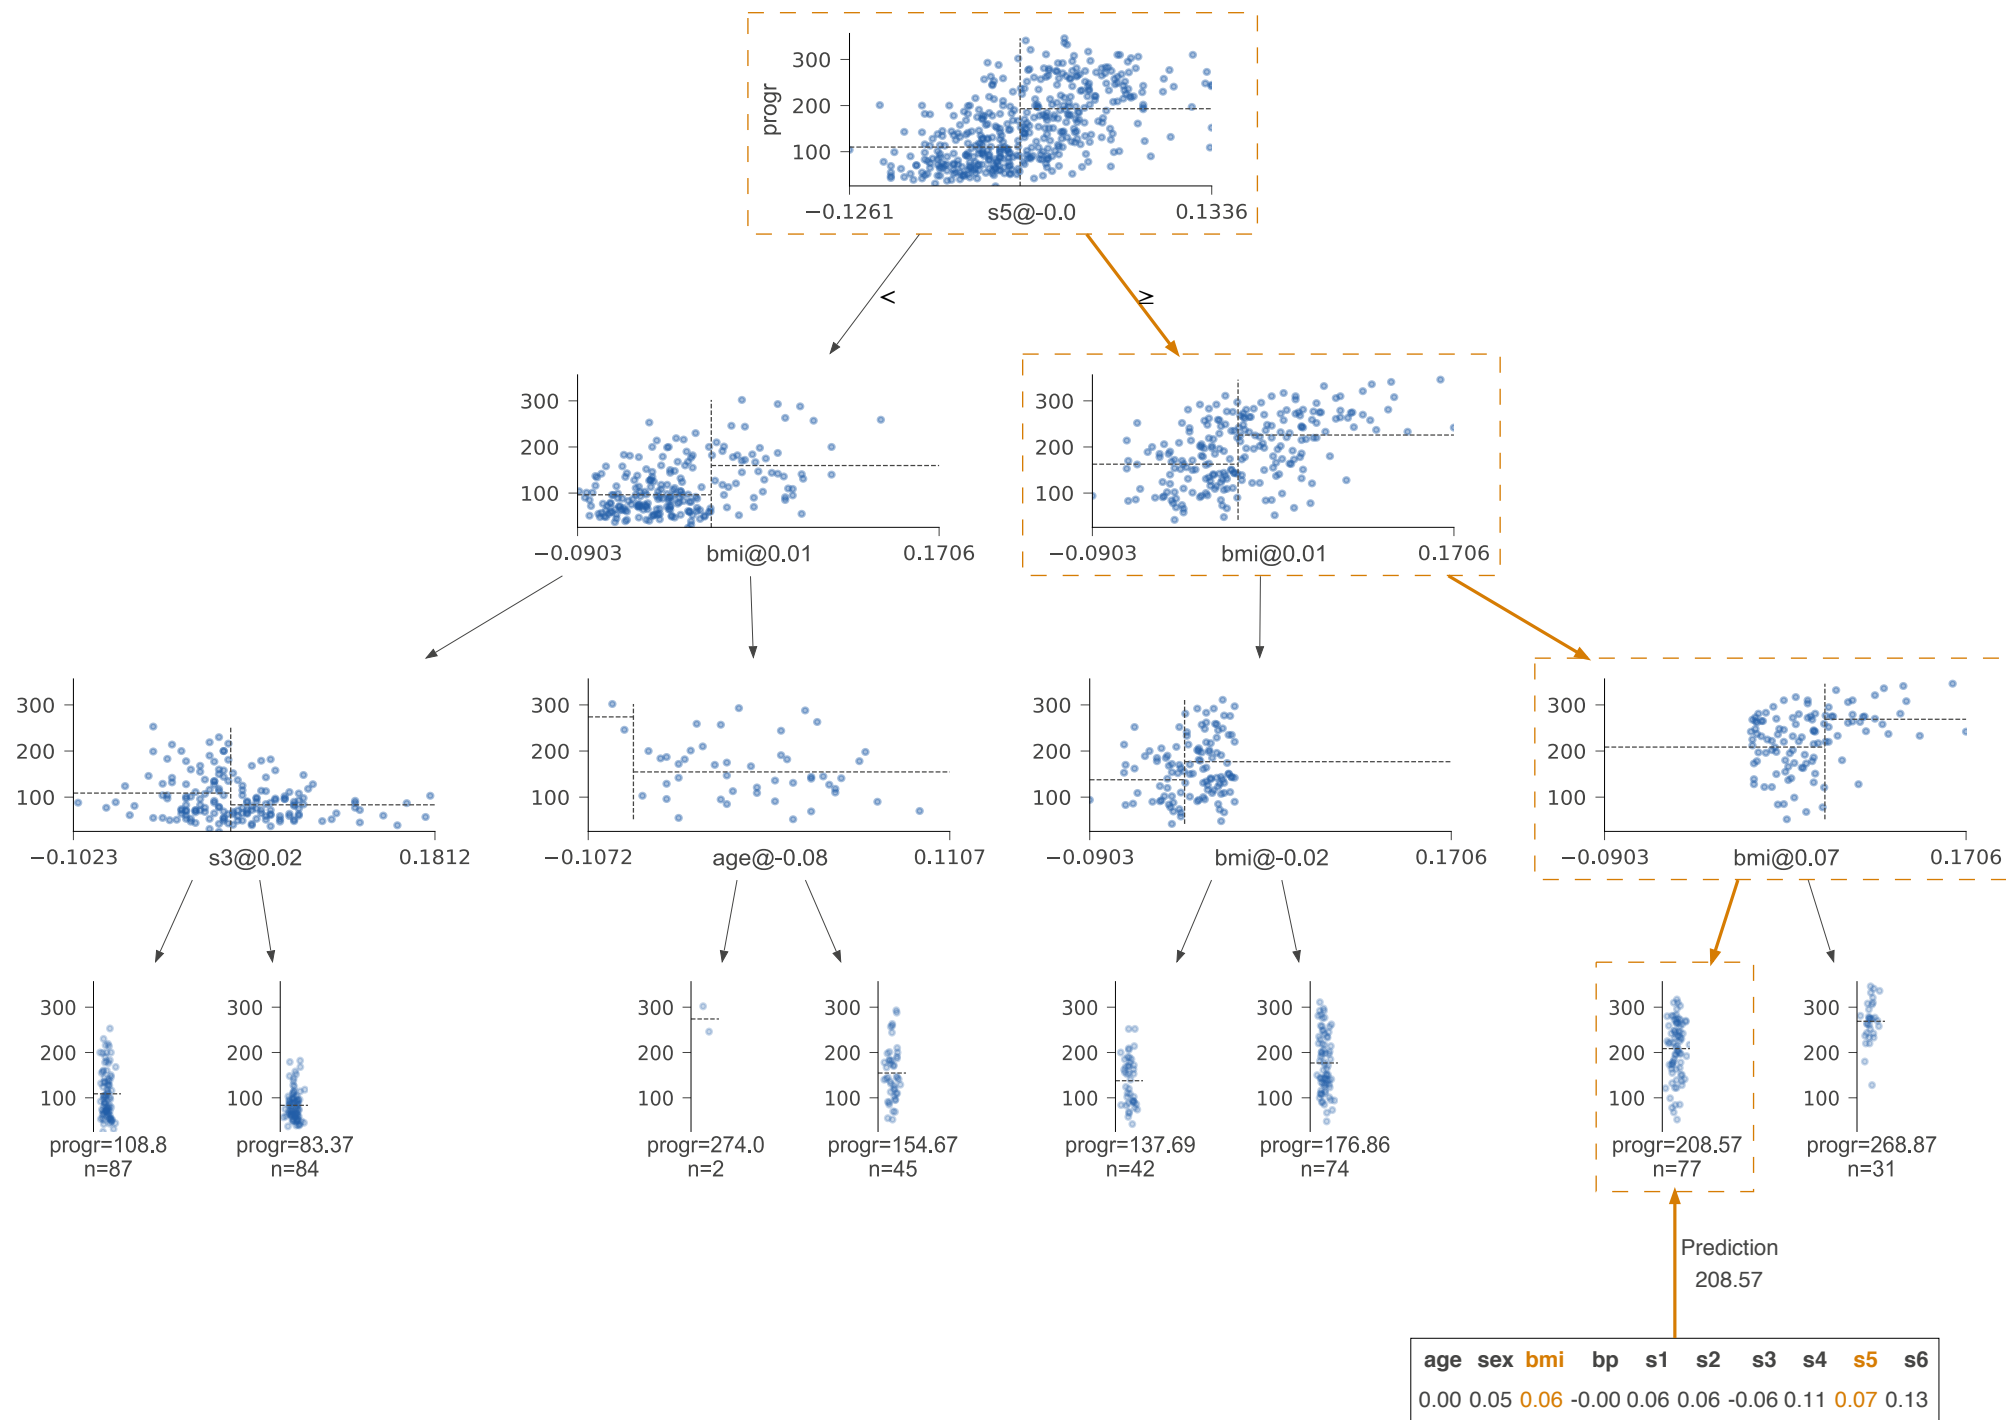 progr
300
200
100
−0.1261 s5@-0.0 0.1336
< ≥
300
200
100
−0.0903 bmi@0.01 0.1706
300
200
100
−0.0903 bmi@0.01 0.1706
300
200
100
−0.1023 s3@0.02 0.1812
300
200
100
−0.1072 age@-0.08 0.1107
300
200
100
−0.0903 bmi@-0.02 0.1706
300
200
100
−0.0903 bmi@0.07 0.1706
300
200
100
progr=108.8
n=87
300
200
100
progr=83.37
n=84
300
200
100
progr=274.0
n=2
300
200
100
progr=154.67
n=45
300
200
100
progr=137.69
n=42
300
200
100
progr=176.86
n=74
300
200
100
progr=208.57
n=77
300
200
100
progr=268.87
n=31
Prediction
208.57
age sex bmi bp s1 s2 s3 s4 s5 s6
0.00 0.05 0.06 -0.00 0.06 0.06 -0.06 0.11 0.07 0.13